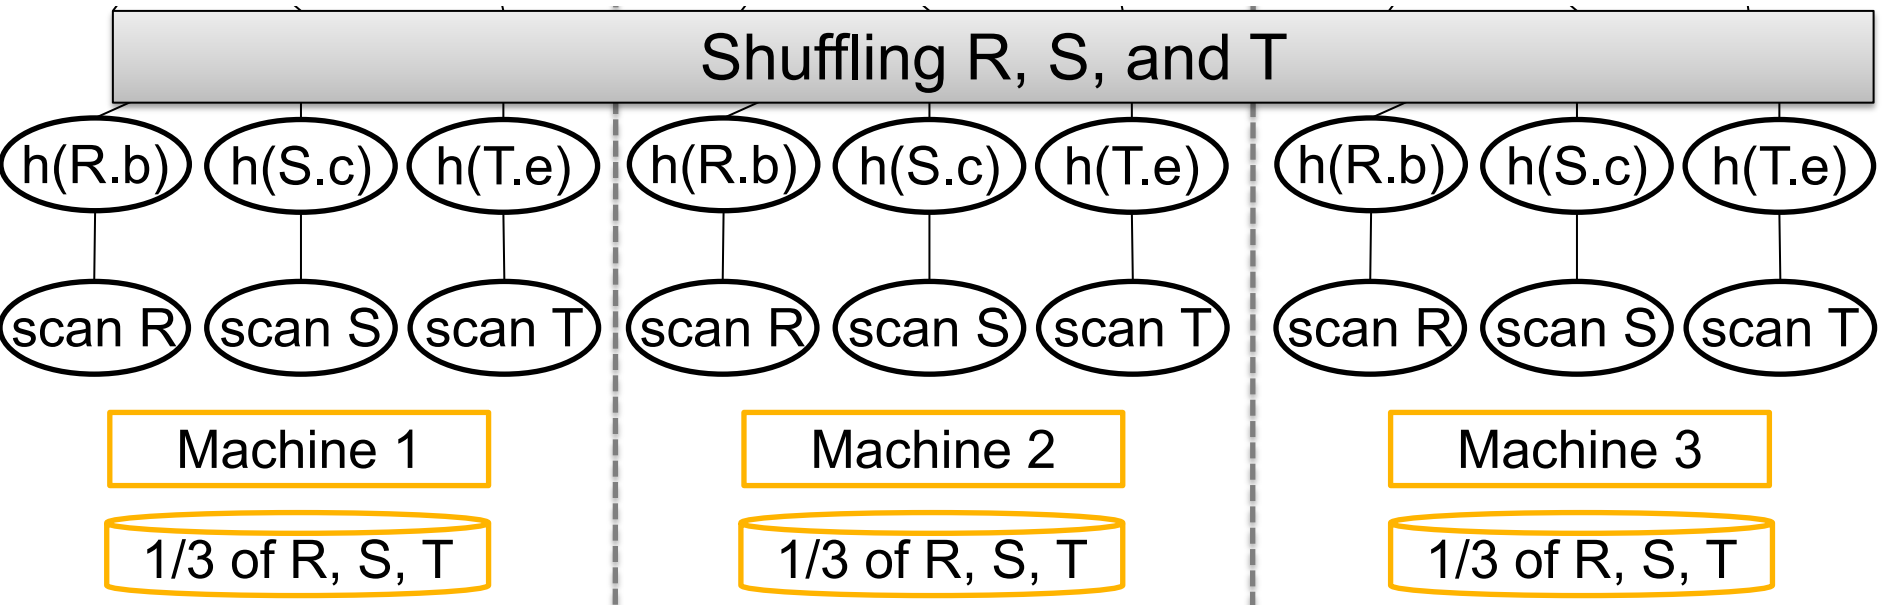 Shuffling R, S, and T
h(R.b) h(S.c) h(T.e) h(R.b) h(S.c) h(T.e) h(R.b) h(S.c) h(T.e)
scan R scan S scan T scan R scan S scan T scan R scan S scan T
Machine 1 Machine 2 Machine 3
1/3 of R, S, T 1/3 of R, S, T 1/3 of R, S, T